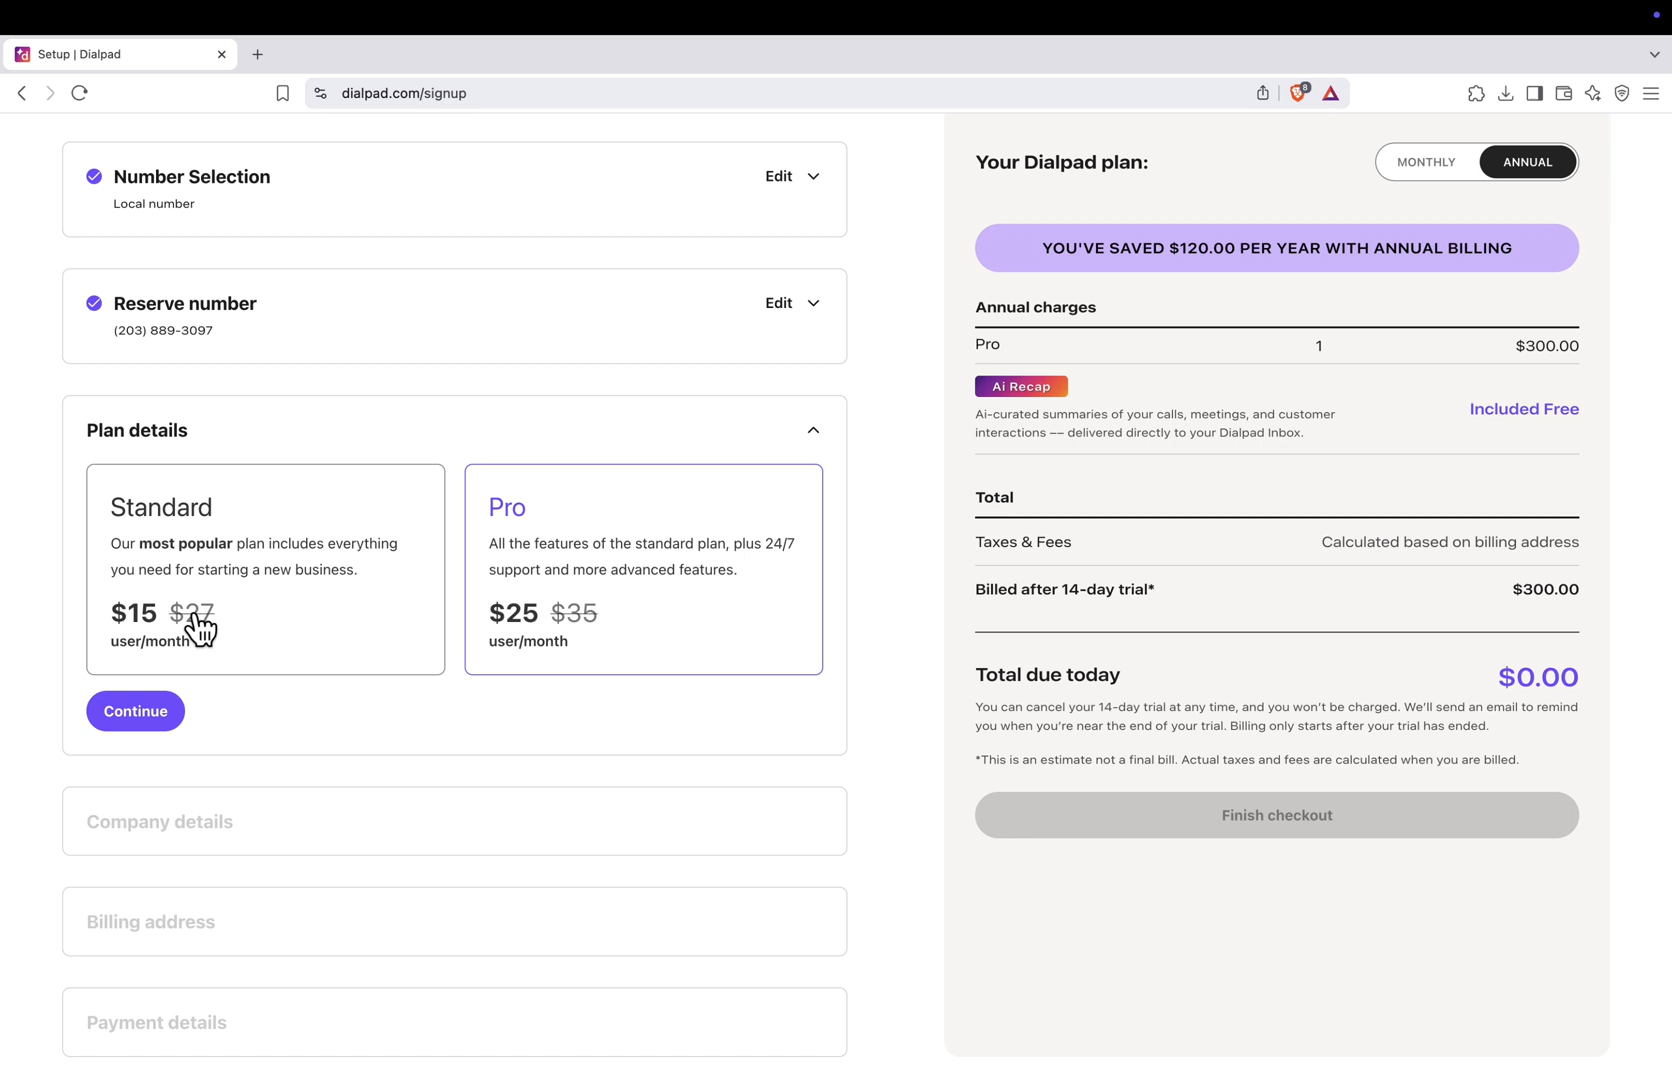 Setup | Dialpad
dialpad.com/signup
8
Number Selection
Edit
Local number
Reserve number
Edit
(203) 889-3097
Plan details
Standard
Our most popular plan includes everything
you need for starting a new business.
$15 $27
user/month
Pro
All the features of the standard plan, plus 24/7
support and more advanced features.
$25 $35
user/month
Continue
Company details
Billing address
Payment details
Your Dialpad plan:
MONTHLY
ANNUAL
YOU'VE SAVED $120.00 PER YEAR WITH ANNUAL BILLING
Annual charges
Pro 1 $300.00
Ai Recap
Ai-curated summaries of your calls, meetings, and customer
interactions –– delivered directly to your Dialpad Inbox.
Included Free
Total
Taxes & Fees Calculated based on billing address
Billed after 14-day trial* $300.00
Total due today $0.00
You can cancel your 14-day trial at any time, and you won't be charged. We'll send an email to remind
you when you're near the end of your trial. Billing only starts after your trial has ended.
*This is an estimate not a final bill. Actual taxes and fees are calculated when you are billed.
Finish checkout